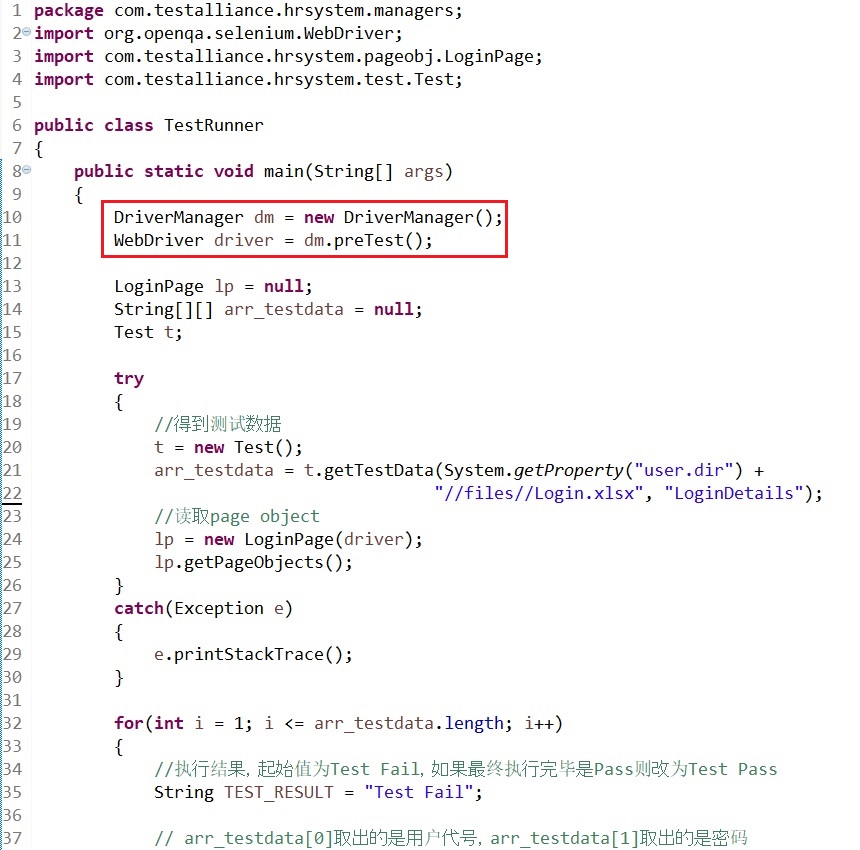 1 package com.testalliance.hrsystem.managers;
2 import org.openqa.selenium.WebDriver;
3 import com.testalliance.hrsystem.pageobj.LoginPage;
4 import com.testalliance.hrsystem.test.Test;
5
6 public class TestRunner
7 {
8     public static void main(String[] args)
9     {
10         DriverManager dm = new DriverManager();
11         WebDriver driver = dm.preTest();
12
13         LoginPage lp = null;
14         String[][] arr_testdata = null;
15         Test t;
16
17         try
18         {
19             //得到测试数据
20             t = new Test();
21             arr_testdata = t.getTestData(System.getProperty("user.dir") +
22                                         "//files//Login.xlsx", "LoginDetails");
23             //读取page object
24             lp = new LoginPage(driver);
25             lp.getPageObjects();
26         }
27         catch(Exception e)
28         {
29             e.printStackTrace();
30         }
31
32         for(int i = 1; i <= arr_testdata.length; i++)
33         {
34             //执行结果, 起始值为Test Fail, 如果最终执行完毕是Pass则改为Test Pass
35             String TEST_RESULT = "Test Fail";
36
37             // arr_testdata[0]取出的是用户代号, arr_testdata[1]取出的是密码